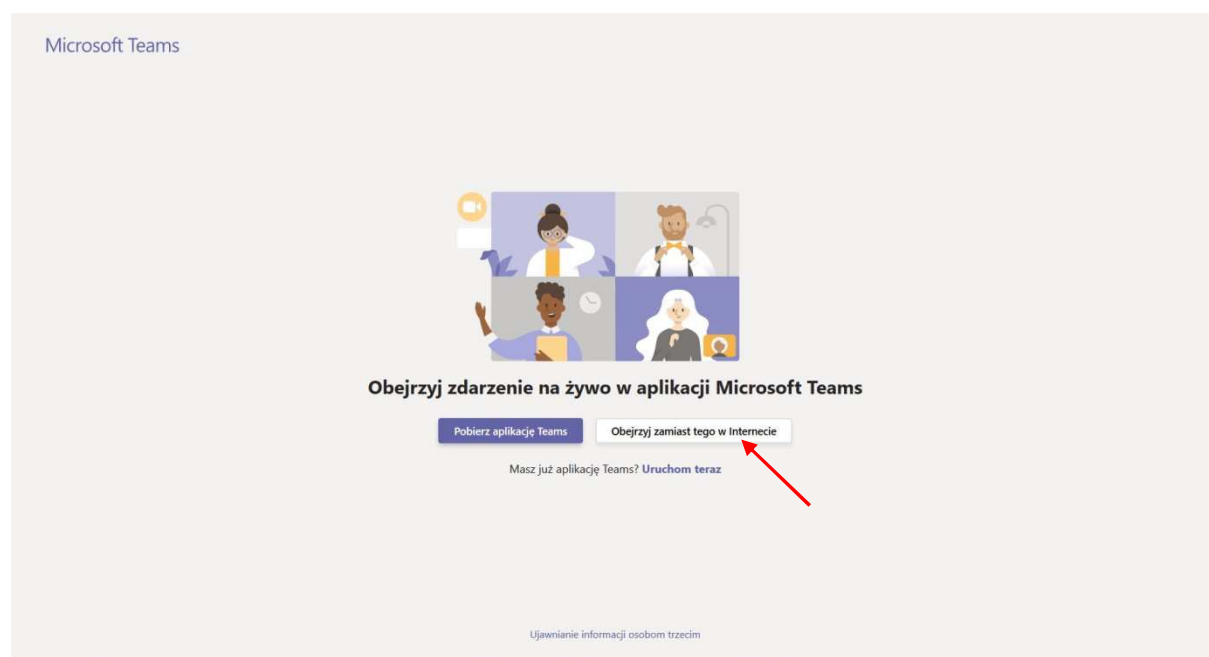 Microsoft Teams
Obejrzyj zdarzenie na żywo w aplikacji Microsoft Teams
Pobierz aplikację Teams
Obejrzyj zamiast tego w Internecie
Masz już aplikację Teams? Uruchom teraz
Ujawnianie informacji osobom trzecim